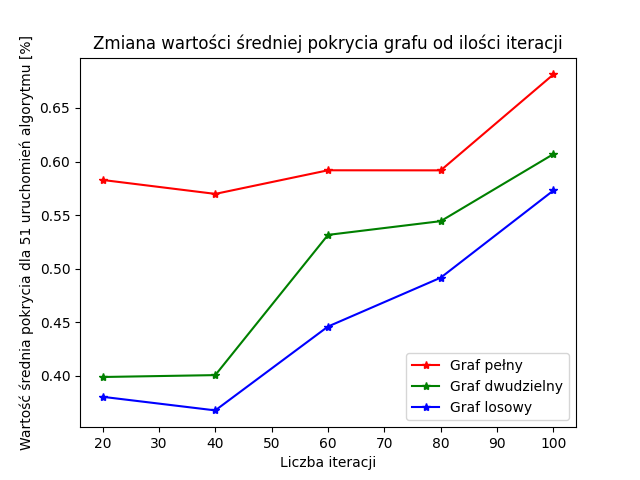 Zmiana wartości średniej pokrycia grafu od ilości iteracji
Wartość średnia pokrycia dla 51 uruchomień algorytmu [%]
0.65
0.60
0.55
0.50
0.45
0.40
Graf pełny
Graf dwudzielny
Graf losowy
20 30 40 50 60 70 80 90 100
Liczba iteracji